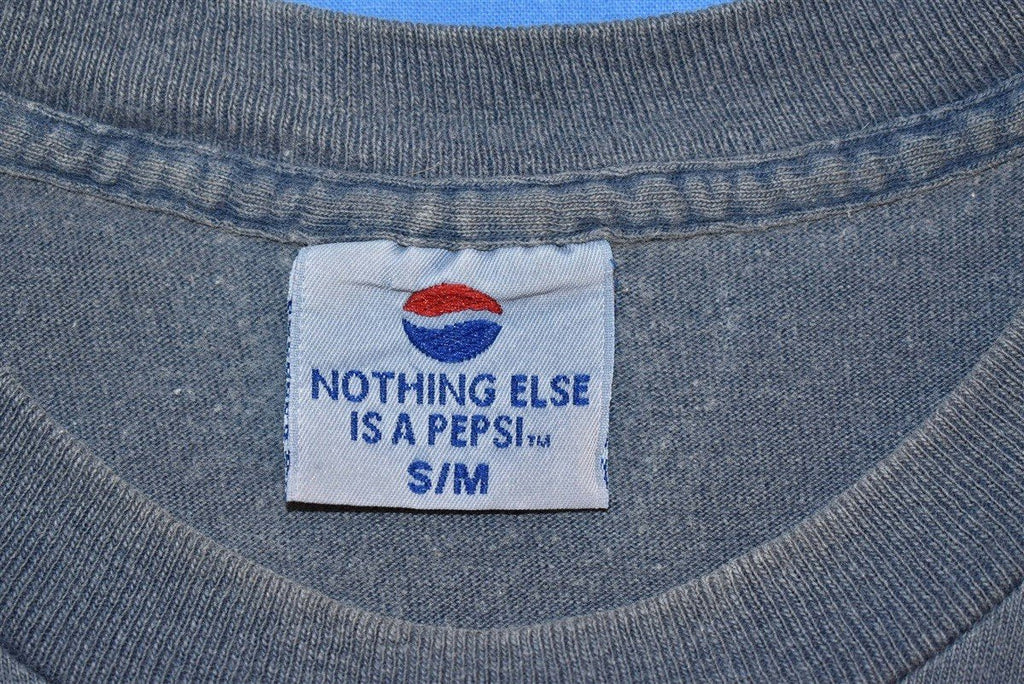 NOTHING ELSE
IS A PEPSI™
S/M